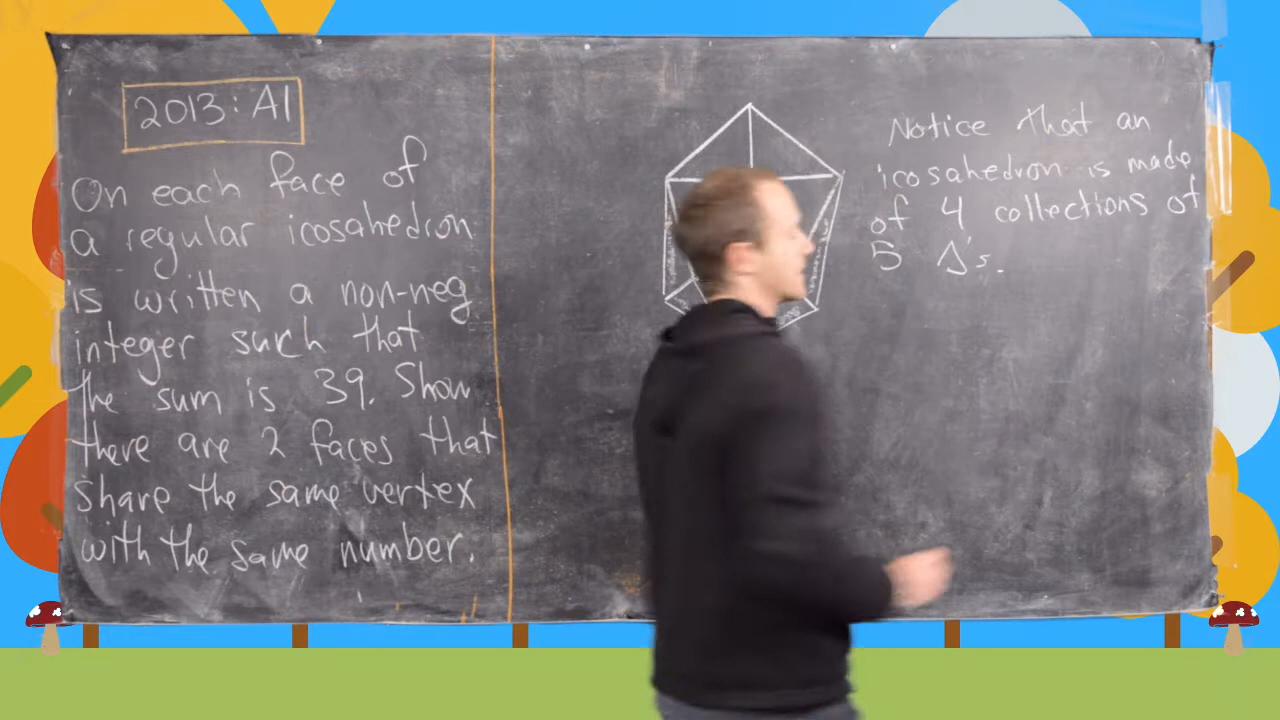 2013: A1
On each face of
a regular icosahedron
is written a non-neg
integer such that
the sum is 39. Show
there are 2 faces that
share the same vertex
with the same number.
Notice that an
icosahedron is made
of 4 collections of
5 Δ's.